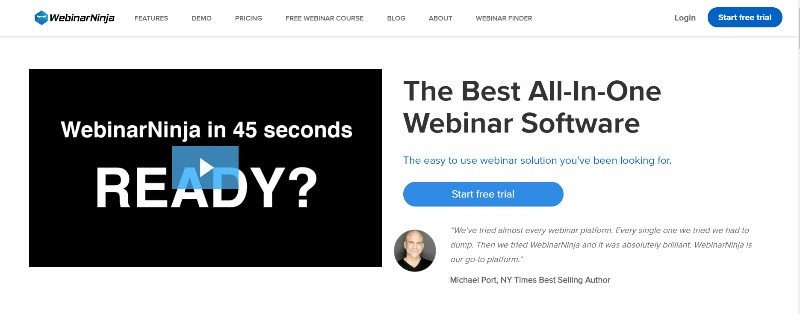 WebinarNinja
FEATURES
DEMO
PRICING
FREE WEBINAR COURSE
BLOG
ABOUT
WEBINAR FINDER
Login
Start free trial
WebinarNinja in 45 seconds
READY?
The Best All-In-One
Webinar Software
The easy to use webinar solution you've been looking for.
Start free trial
“We've tried almost every webinar platform. Every single one we tried we had to
dump. Then we tried WebinarNinja and it was absolutely brilliant. WebinarNinja is
our go-to platform.”
Michael Port, NY Times Best Selling Author